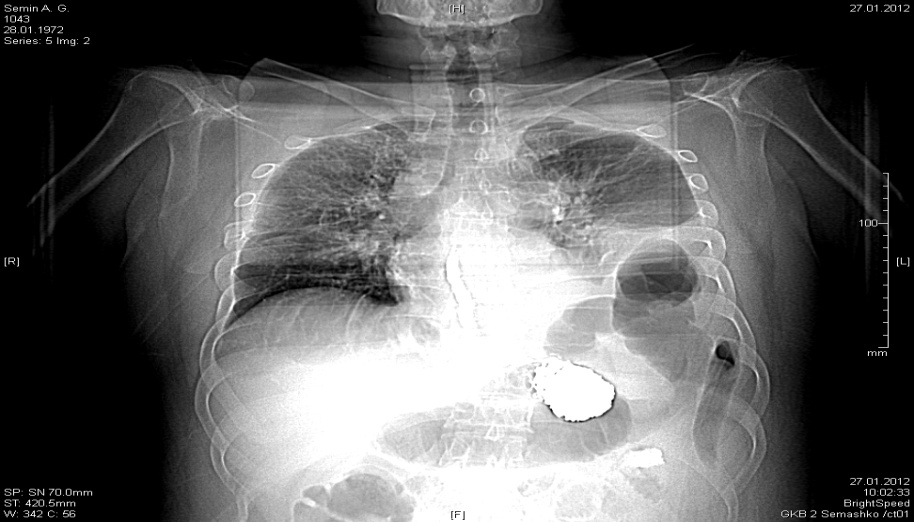 Semin A. G.
1043
28.01.1972
Series: 5 Img: 2
[H]
27.01.2012
100
[R]
[L]
mm
SP: SN 70.0mm
ST: 420.5mm
W: 342 C: 56
[F]
27.01.2012
10:02:33
BrightSpeed
GKB 2 Semashko /ct01